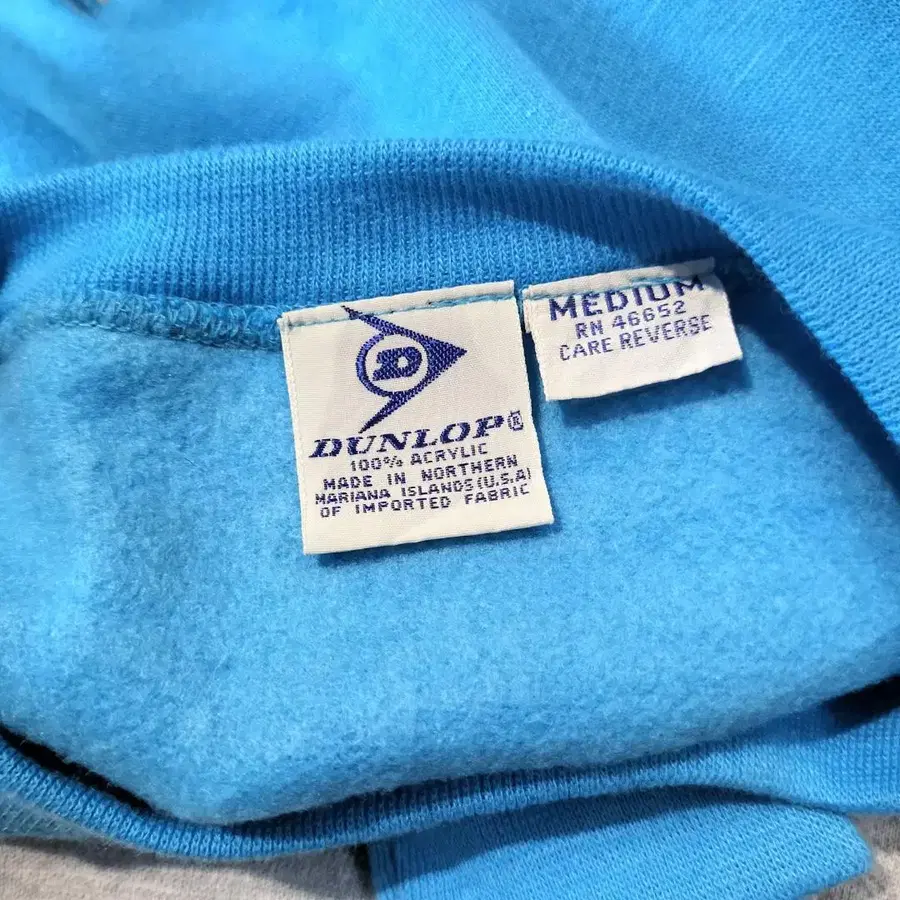 D
DUNLOP®
100% ACRYLIC
MADE IN NORTHERN
MARIANA ISLANDS (U.S.A)
OF IMPORTED FABRIC
MEDIUM
RN 46652
CARE REVERSE